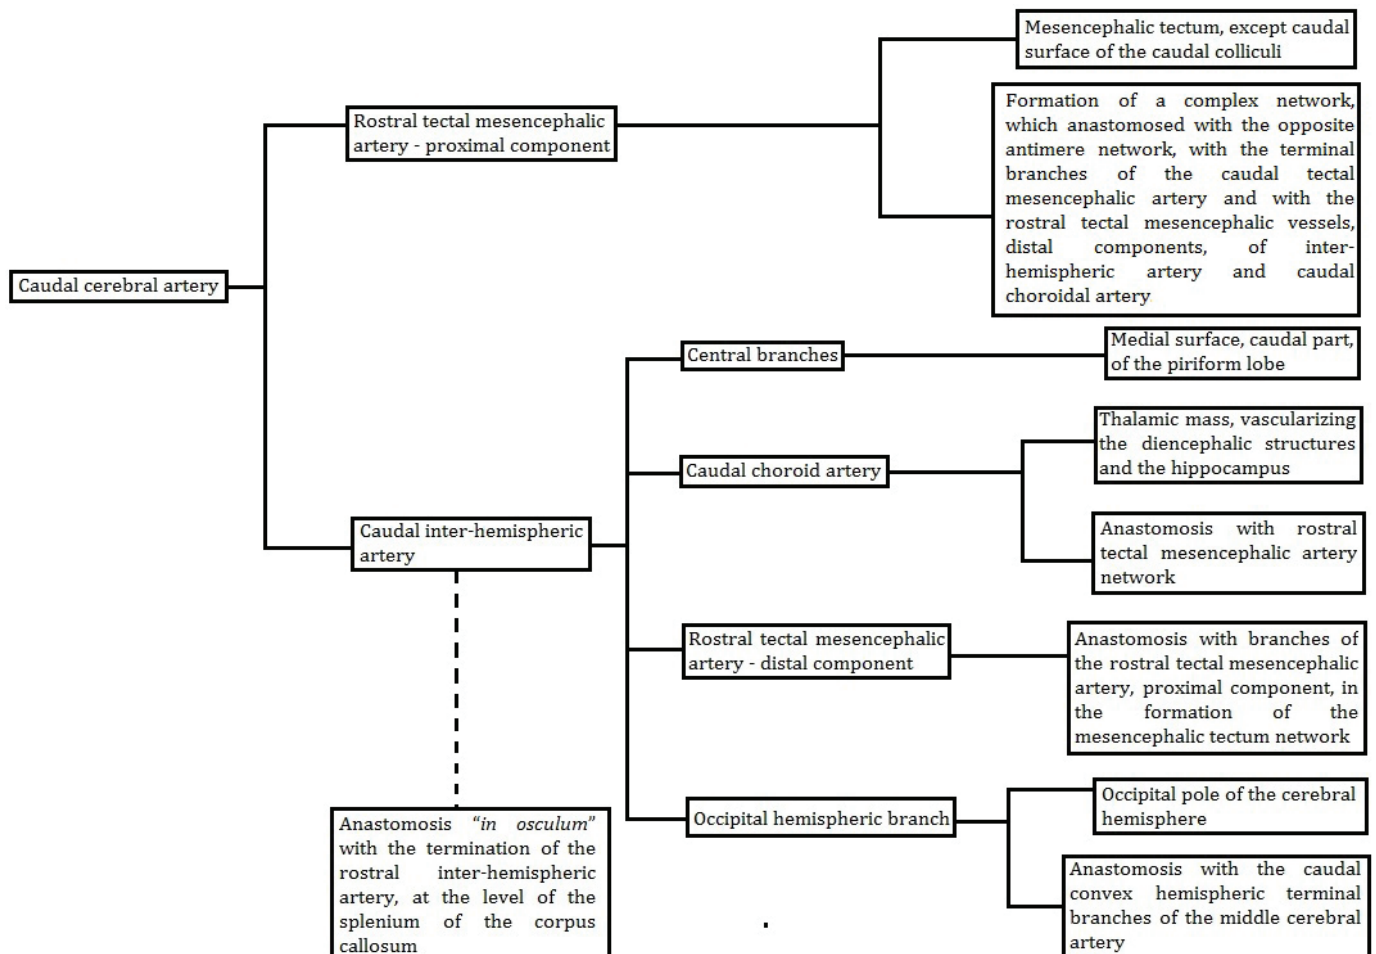 Mesencephalic tectum, except caudal
surface of the caudal colliculi
Rostral tectal mesencephalic
artery - proximal component
Formation of a complex network,
which anastomosed with the opposite
antimere network, with the terminal
branches of the caudal tectal
mesencephalic artery and with the
rostral tectal mesencephalic vessels,
distal components, of inter-
hemispheric artery and caudal
choroidal artery
Caudal cerebral artery
Central branches
Medial surface, caudal part,
of the piriform lobe
Caudal choroid artery
Thalamic mass, vascularizing
the diencephalic structures
and the hippocampus
Anastomosis with rostral
tectal mesencephalic artery
network
Caudal inter-hemispheric
artery
Rostral tectal mesencephalic
artery - distal component
Anastomosis with branches of
the rostral tectal mesencephalic
artery, proximal component, in
the formation of the
mesencephalic tectum network
Occipital hemispheric branch
Occipital pole of the cerebral
hemisphere
Anastomosis with the caudal
convex hemispheric terminal
branches of the middle cerebral
artery
Anastomosis “in osculum”
with the termination of the
rostral inter-hemispheric
artery, at the level of the
splenium of the corpus
callosum